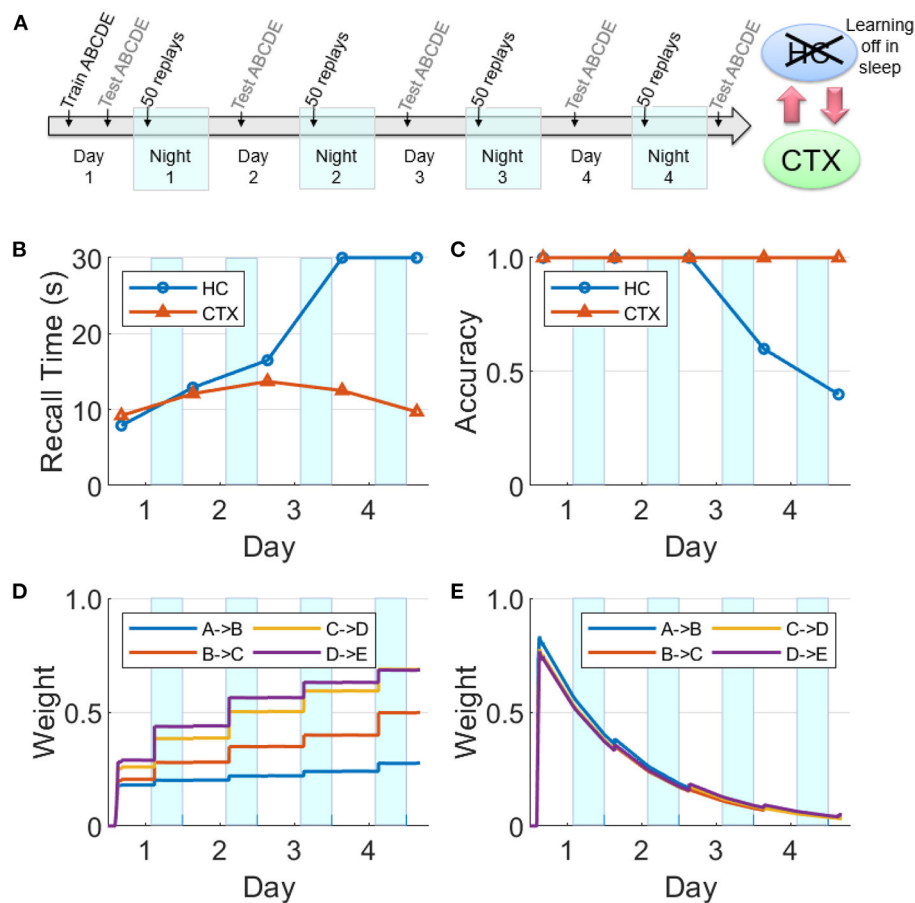 A
Train ABCDE
Test ABCDE
50 replays
Test ABCDE
50 replays
Test ABCDE
50 replays
Test ABCDE
50 replays
Test ABCDE
Day
1
Night
1
Day
2
Night
2
Day
3
Night
3
Day
4
Night
4
HC
Learning
off in
sleep
CTX
B
30
20
10
0
Recall Time (s)
HC
CTX
1 2 3 4
Day
C
1.0
0.5
0
Accuracy
HC
CTX
1 2 3 4
Day
D
1.0
0.5
0
Weight
A->B C->D
B->C D->E
1 2 3 4
Day
E
1.0
0.5
0
Weight
A->B C->D
B->C D->E
1 2 3 4
Day